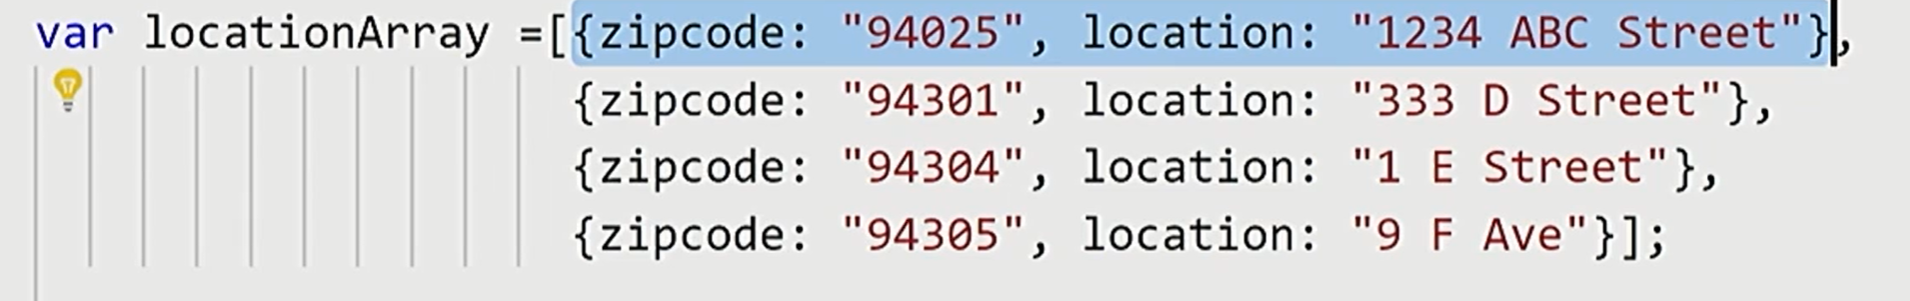 var locationArray =[{zipcode: "94025", location: "1234 ABC Street"},
{zipcode: "94301", location: "333 D Street"},
{zipcode: "94304", location: "1 E Street"},
{zipcode: "94305", location: "9 F Ave"}];